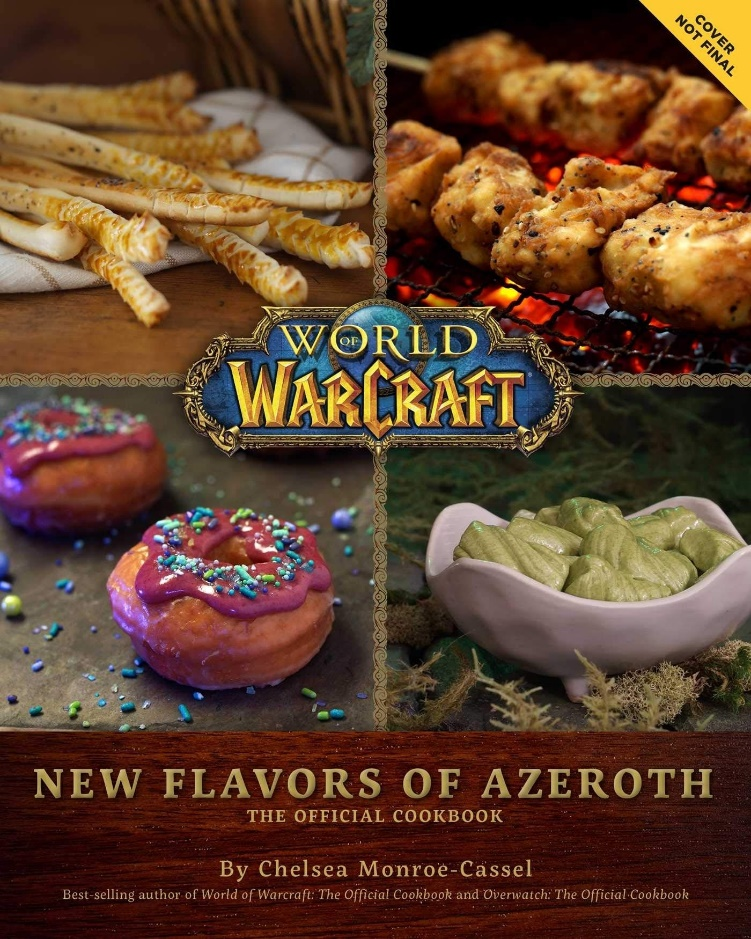 COVER
NOT FINAL
WORLD
OF
WARCRAFT
NEW FLAVORS OF AZEROTH
THE OFFICIAL COOKBOOK
By Chelsea Monroe-Cassel
Best-selling author of World of Warcraft: The Official Cookbook and Overwatch: The Official Cookbook